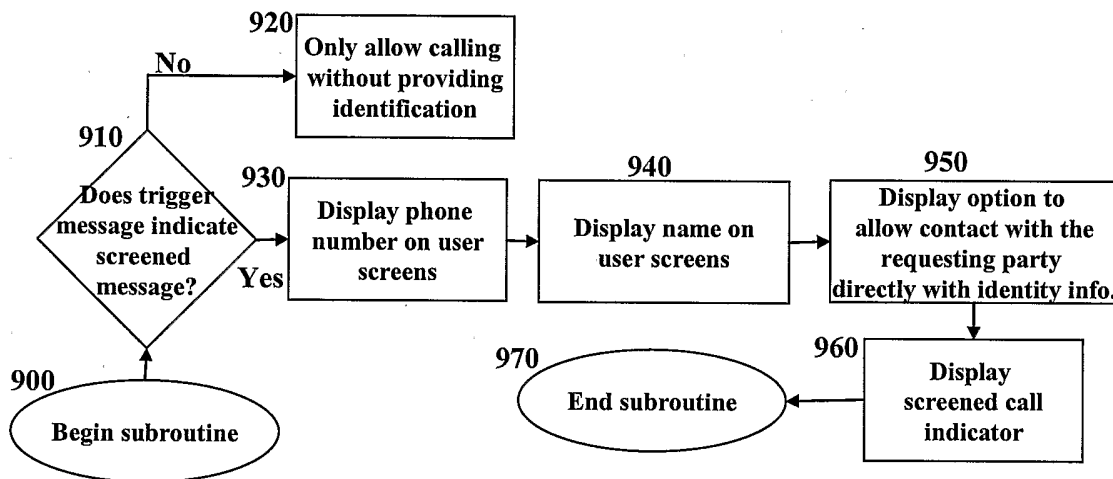 920
Only allow calling
without providing
identification
No
910
Does trigger
message indicate
screened
message?
Yes
930
Display phone
number on user
screens
940
Display name on
user screens
950
Display option to
allow contact with the
requesting party
directly with identity info.
960
Display
screened call
indicator
970
End subroutine
900
Begin subroutine